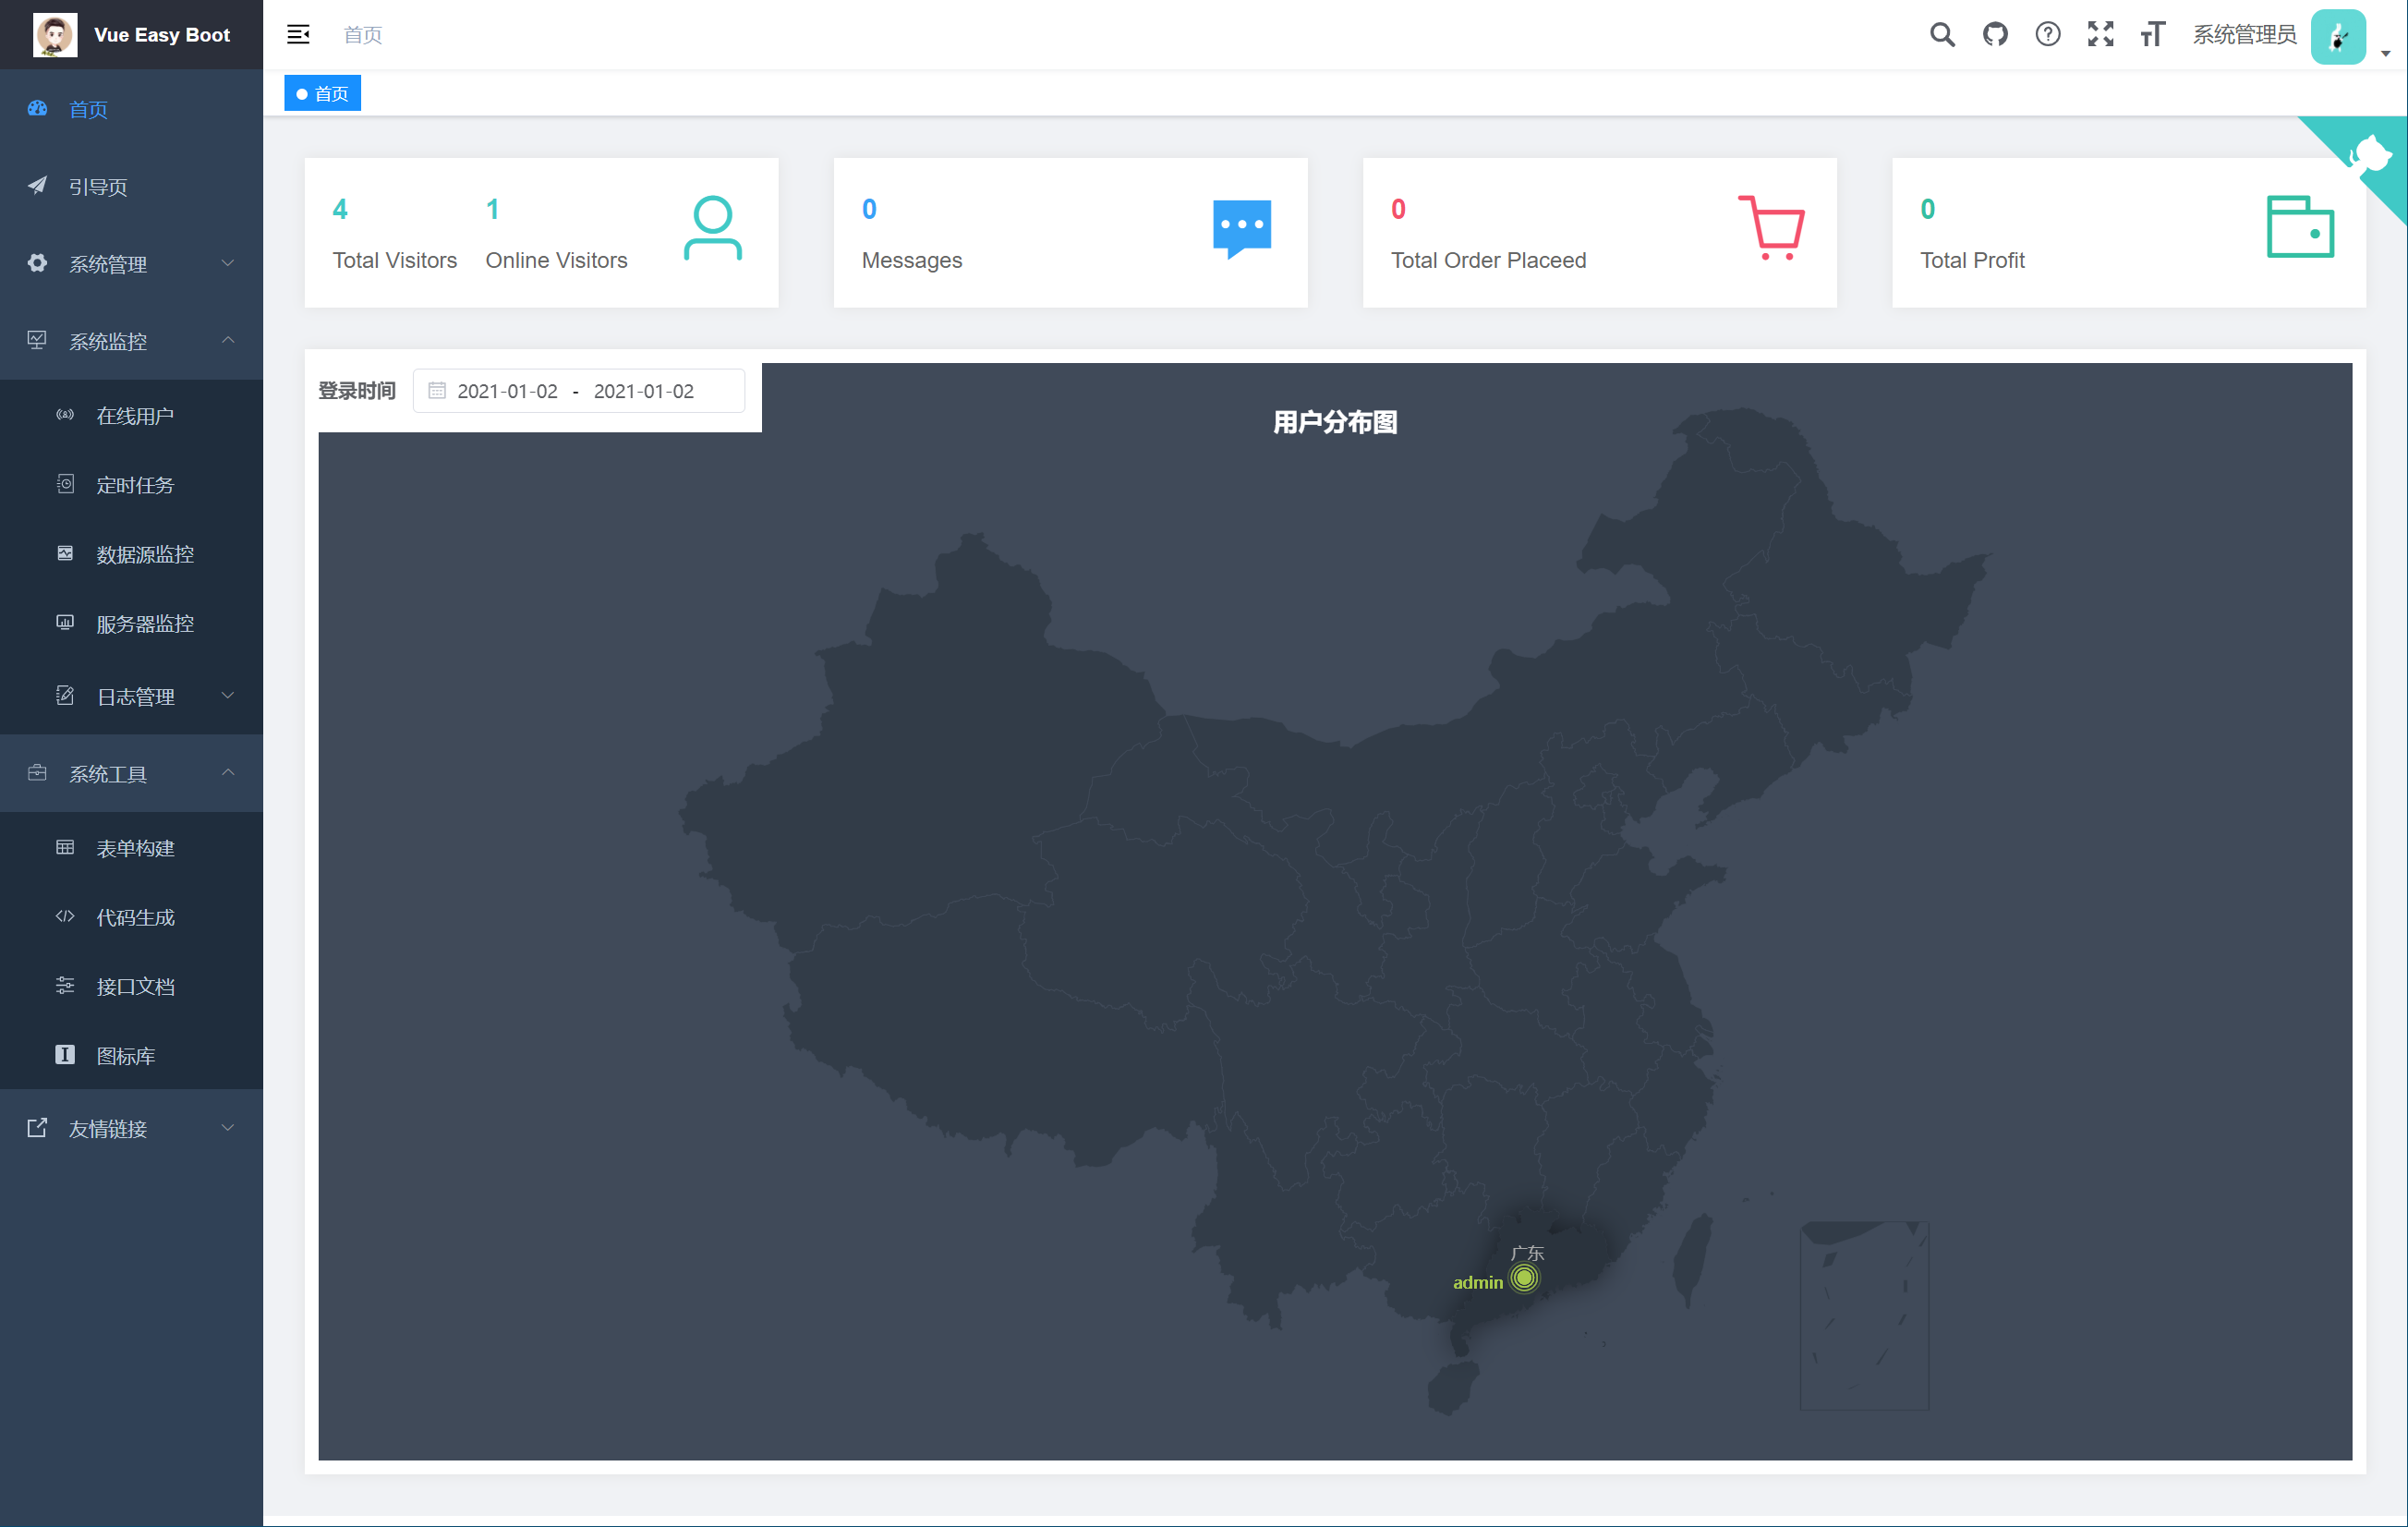 Vue Easy Boot
首页
系统管理员
首页
首页
引导页
系统管理
系统监控
在线用户
定时任务
数据源监控
服务器监控
日志管理
系统工具
表单构建
代码生成
接口文档
图标库
友情链接
4
Total Visitors
1
Online Visitors
0
Messages
0
Total Order Placeed
0
Total Profit
登录时间 2021-01-02 - 2021-01-02
用户分布图
广东
admin